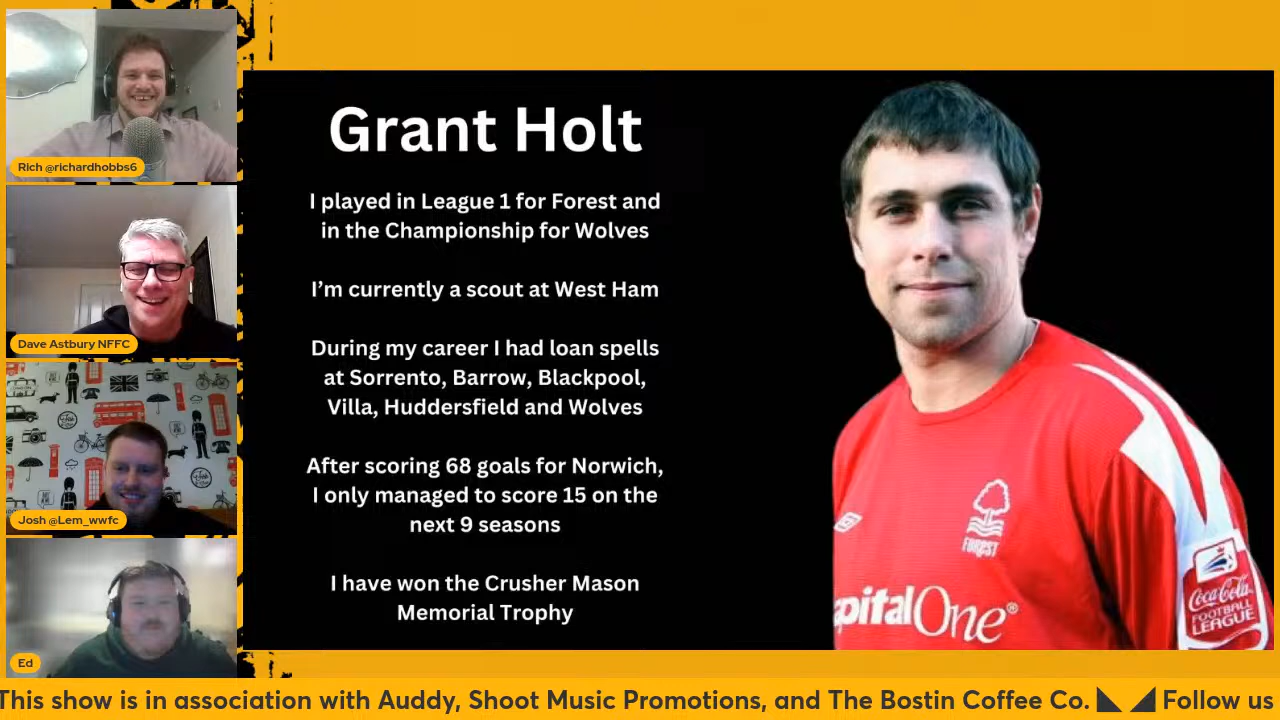 Rich @richardhobbs6
Dave Astbury NFFC
Josh @Lem_wwfc
Ed
Grant Holt
I played in League 1 for Forest and
in the Championship for Wolves
I’m currently a scout at West Ham
During my career I had loan spells
at Sorrento, Barrow, Blackpool,
Villa, Huddersfield and Wolves
After scoring 68 goals for Norwich,
I only managed to score 15 on the
next 9 seasons
I have won the Crusher Mason
Memorial Trophy
FOREST
apitalOne®
Coca-Cola
FOOTBALL
LEAGUE
This show is in association with Auddy, Shoot Music Promotions, and The Bostin Coffee Co. Follow us